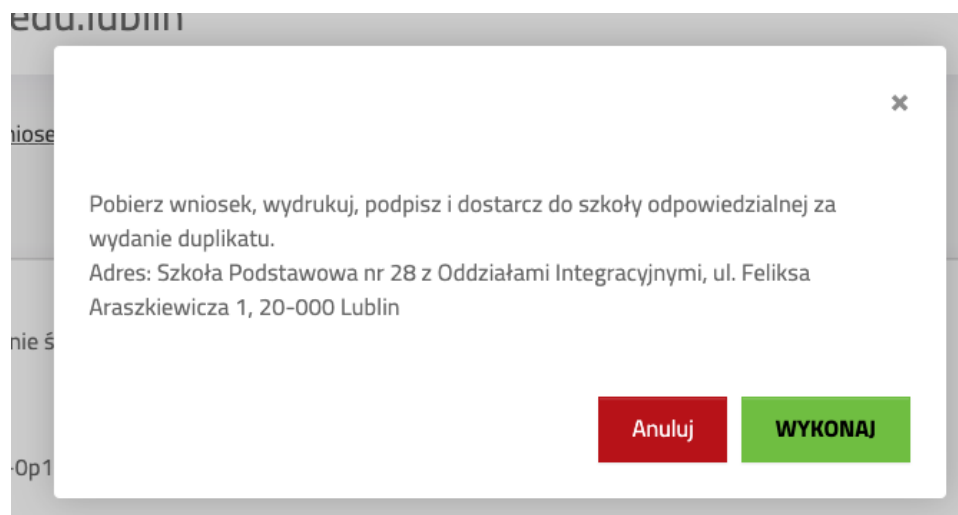 edu.lublin
niosе
Pobierz wniosek, wydrukuj, podpisz i dostarcz do szkoły odpowiedzialnej za
wydanie duplikatu.
Adres: Szkoła Podstawowa nr 28 z Oddziałami Integracyjnymi, ul. Feliksa
Araszkiewicza 1, 20-000 Lublin
nie ś
Anuluj WYKONAJ
-0p1